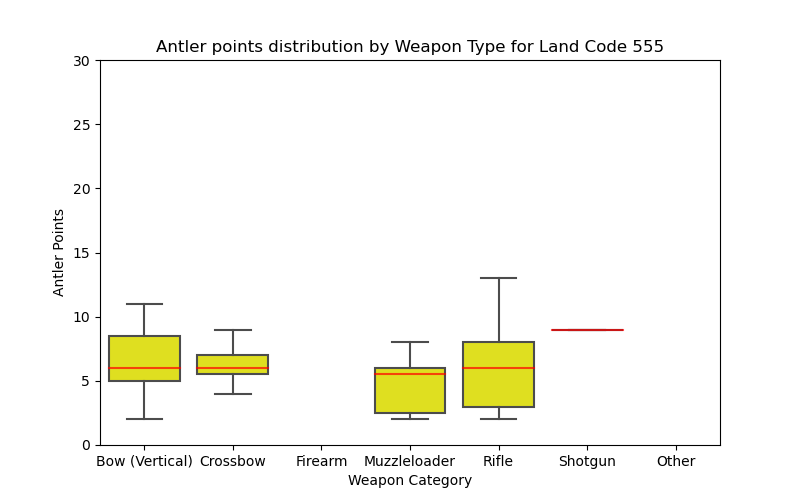 Antler points distribution by Weapon Type for Land Code 555
30
25
20
15
10
5
0
Antler Points
Bow (Vertical) Crossbow Firearm Muzzleloader Rifle Shotgun Other
Weapon Category